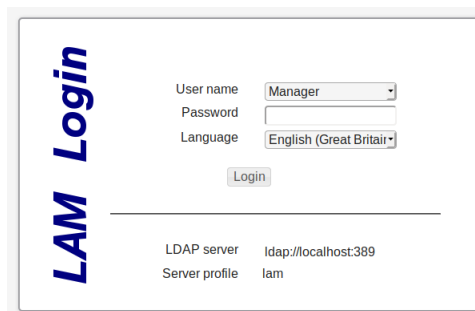 LAM Login
User name Manager
Password
Language English (Great Britain
Login
LDAP server ldap://localhost:389
Server profile lam